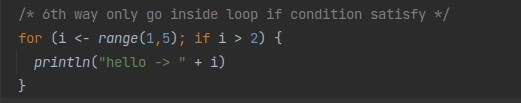 /* 6th way only go inside loop if condition satisfy */
for (i <- range(1,5); if i > 2) {
  println("hello -> " + i)
}